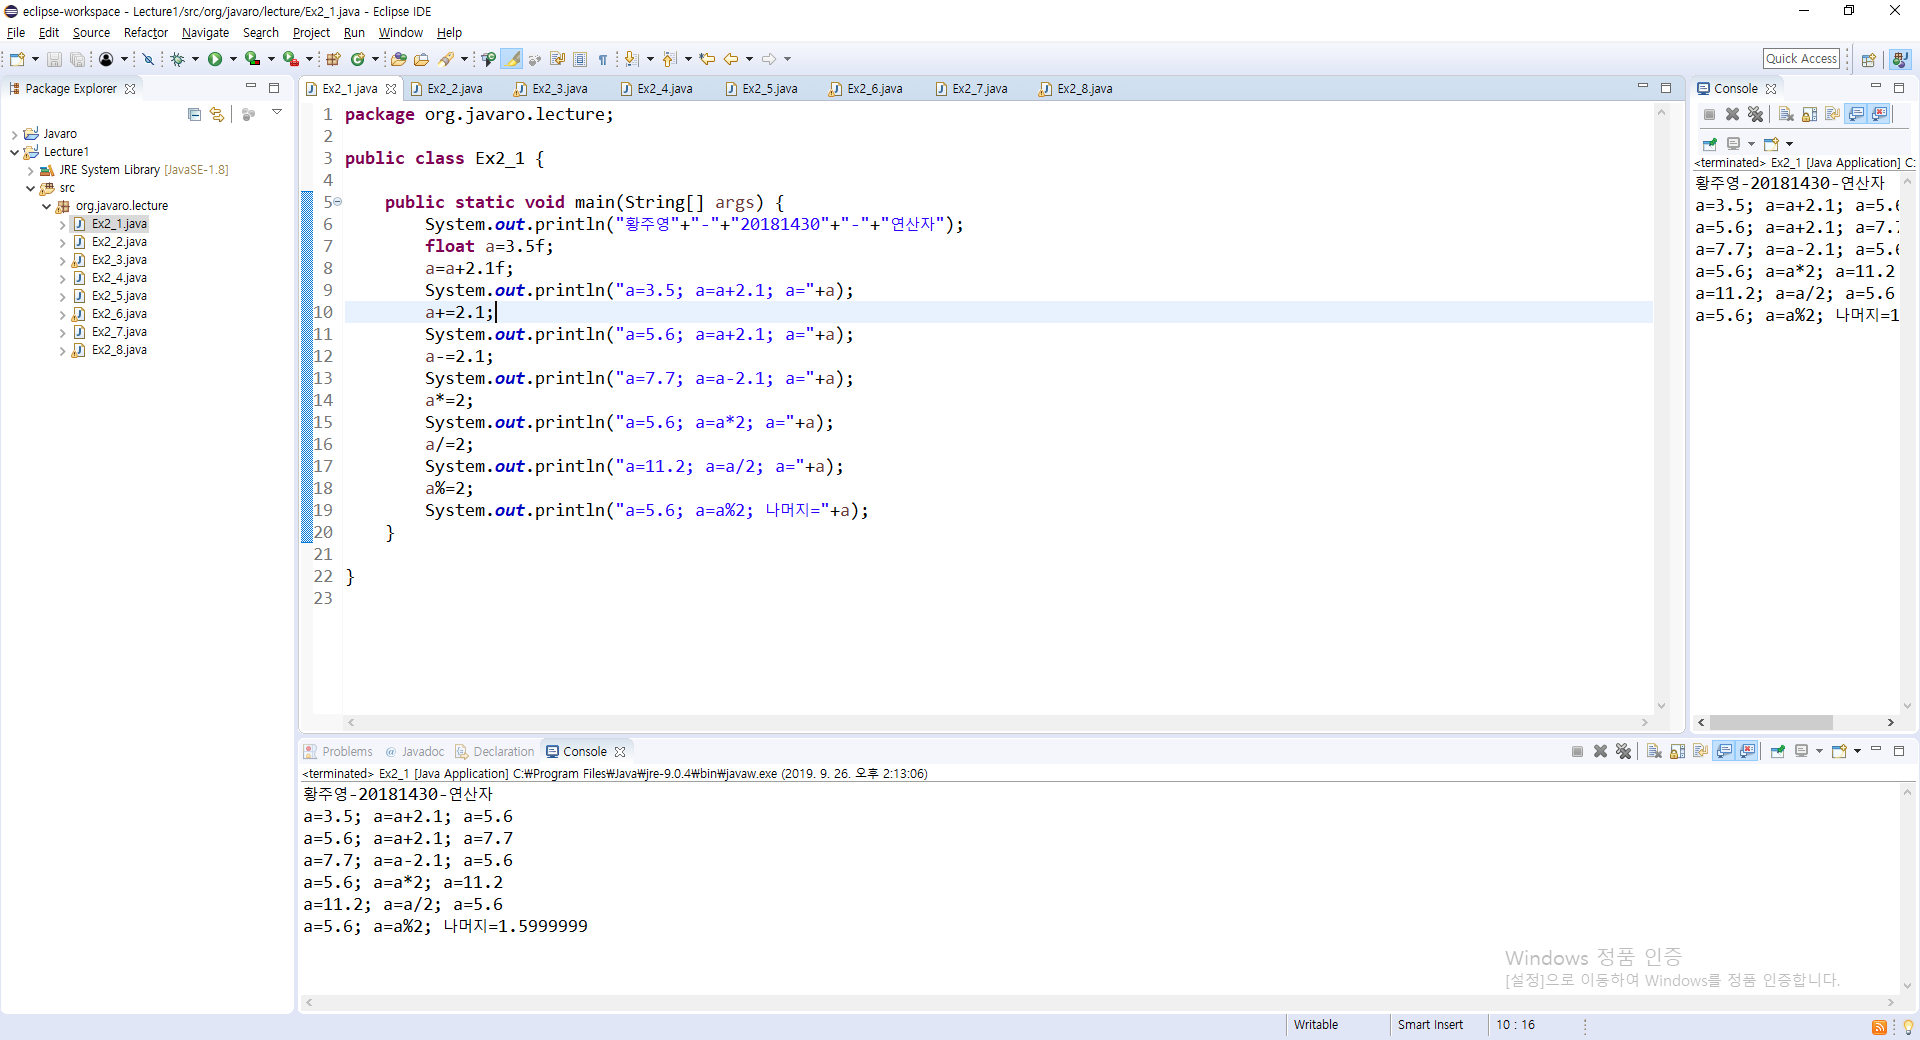 eclipse-workspace - Lecture1/src/org/javaro/lecture/Ex2_1.java - Eclipse IDE
File Edit Source Refactor Navigate Search Project Run Window Help
Quick Access
Package Explorer
Javaro
Lecture1
JRE System Library [JavaSE-1.8]
src
org.javaro.lecture
Ex2_1.java
Ex2_2.java
Ex2_3.java
Ex2_4.java
Ex2_5.java
Ex2_6.java
Ex2_7.java
Ex2_8.java
Ex2_1.java Ex2_2.java Ex2_3.java Ex2_4.java Ex2_5.java Ex2_6.java Ex2_7.java Ex2_8.java
1 package org.javaro.lecture;
2
3 public class Ex2_1 {
4
5 public static void main(String[] args) {
6 System.out.println("황주영"+"-"+"20181430"+"-"+"연산자");
7 float a=3.5f;
8 a=a+2.1f;
9 System.out.println("a=3.5; a=a+2.1; a="+a);
10 a+=2.1;
11 System.out.println("a=5.6; a=a+2.1; a="+a);
12 a-=2.1;
13 System.out.println("a=7.7; a=a-2.1; a="+a);
14 a*=2;
15 System.out.println("a=5.6; a=a*2; a="+a);
16 a/=2;
17 System.out.println("a=11.2; a=a/2; a="+a);
18 a%=2;
19 System.out.println("a=5.6; a=a%2; 나머지="+a);
20 }
21
22 }
23
Console
<terminated> Ex2_1 [Java Application] C:
황주영-20181430-연산자
a=3.5; a=a+2.1; a=5.6
a=5.6; a=a+2.1; a=7.7
a=7.7; a=a-2.1; a=5.6
a=5.6; a=a*2; a=11.2
a=11.2; a=a/2; a=5.6
a=5.6; a=a%2; 나머지=1
Problems @ Javadoc Declaration Console
<terminated> Ex2_1 [Java Application] C:₩Program Files₩Java₩jre-9.0.4₩bin₩javaw.exe (2019. 9. 26. 오후 2:13:06)
황주영-20181430-연산자
a=3.5; a=a+2.1; a=5.6
a=5.6; a=a+2.1; a=7.7
a=7.7; a=a-2.1; a=5.6
a=5.6; a=a*2; a=11.2
a=11.2; a=a/2; a=5.6
a=5.6; a=a%2; 나머지=1.5999999
Windows 정품 인증
[설정]으로 이동하여 Windows를 정품 인증합니다.
Writable Smart Insert 10 : 16